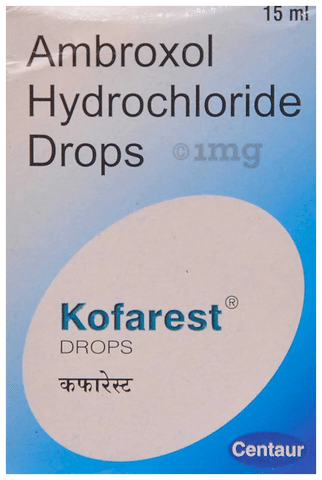 15 ml
Ambroxol
Hydrochloride
Drops
©1mg
Kofarest®
DROPS
कफारेस्ट
Centaur